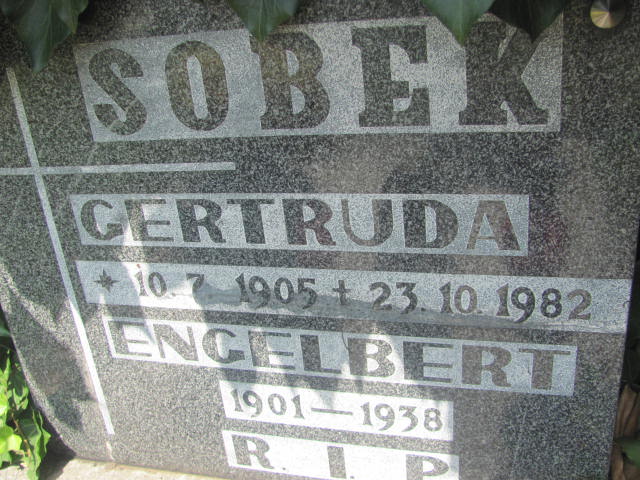 SOBEK
GERTRUDA
* 10.7 1905 ✝ 23.10.1982
ENGELBERT
1901—1938
R. I. P